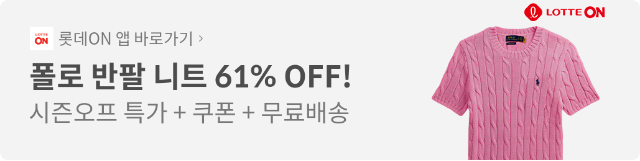 LOTTE ON
LOTTE ON 롯데ON 앱 바로가기 >
폴로 반팔 니트 61% OFF!
시즌오프 특가 + 쿠폰 + 무료배송